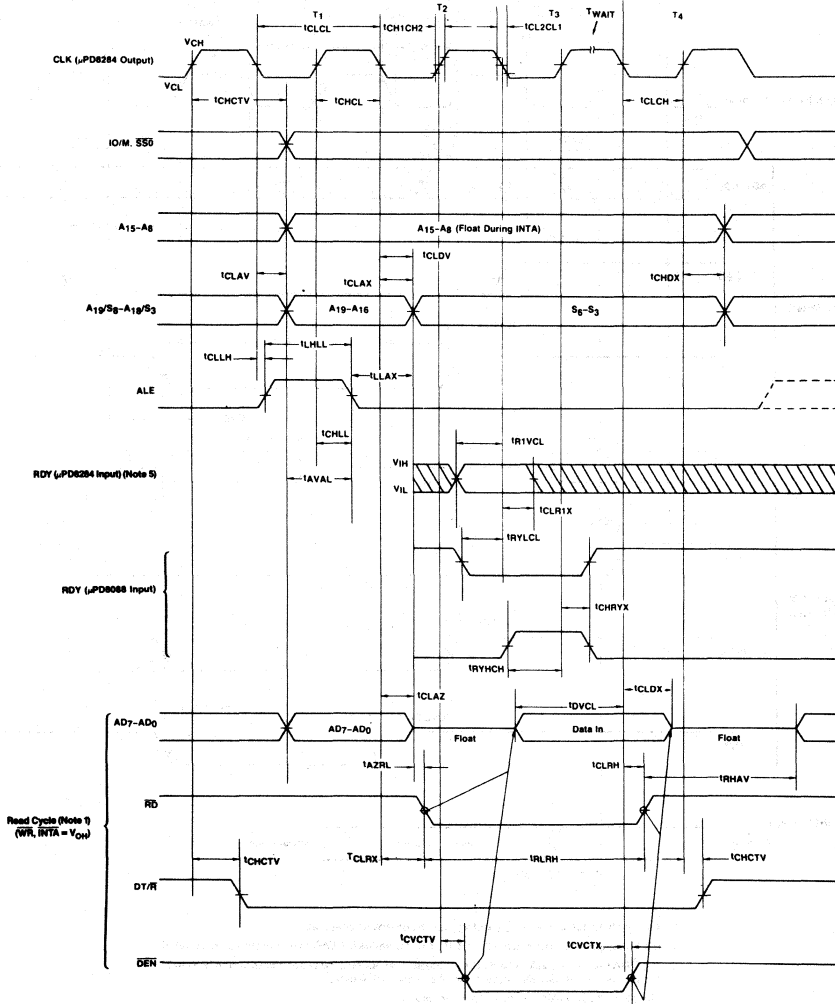 T1
T2
T3
TWAIT
T4
tCLCL
tCH1CH2
tCL2CL1
CLK (μPD8284 Output)
VCH
VCL
tCHCTV
tCHCL
tCLCH
IO/M, SS0
A15-A8
A15-A8 (Float During INTA)
tCLDV
tCLAV
tCLAX
tCHDX
A19/S6-A18/S3
A19-A16
S6-S3
tCLLH
tLHLL
tLLAX
ALE
tCHLL
tR1VCL
RDY (μPD8284 Input) (Note 5)
VIH
VIL
tAVAL
tCLR1X
tRYLCL
RDY (μPD8088 Input)
tCHRYX
tRYHCH
tCLAZ
tDVCL
tCLDX
AD7-AD0
AD7-AD0
Float
Data In
Float
tAZRL
tCLRH
tRHAV
RD
Read Cycle (Note 1)
(WR, INTA = VOH)
tCHCTV
TCLRX
tRLRH
tCHCTV
DT/R
tCVCTV
tCVCTX
DEN